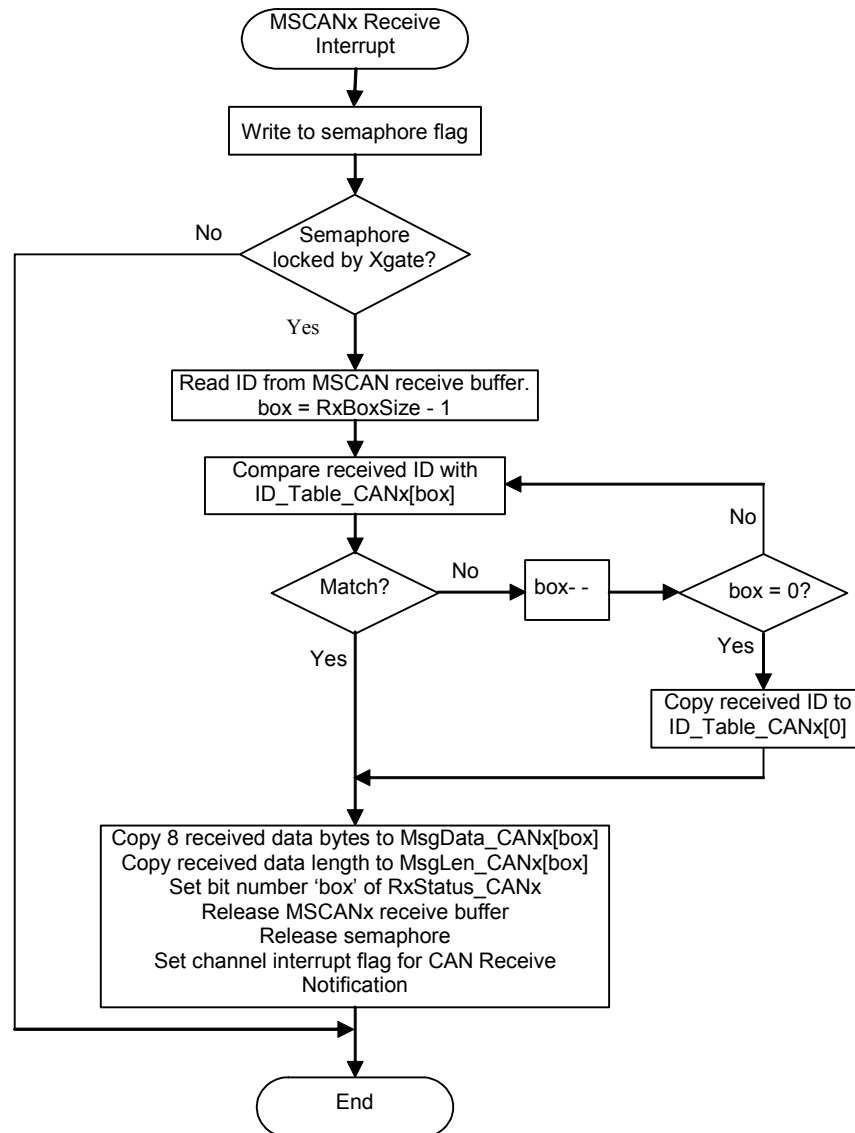 MSCANx Receive
Interrupt
Write to semaphore flag
No
Semaphore
locked by Xgate?
Yes
Read ID from MSCAN receive buffer.
box = RxBoxSize - 1
Compare received ID with
ID_Table_CANx[box]
No
Match?
No
box- -
box = 0?
Yes
Yes
Copy received ID to
ID_Table_CANx[0]
Copy 8 received data bytes to MsgData_CANx[box]
Copy received data length to MsgLen_CANx[box]
Set bit number ‘box’ of RxStatus_CANx
Release MSCANx receive buffer
Release semaphore
Set channel interrupt flag for CAN Receive
Notification
End